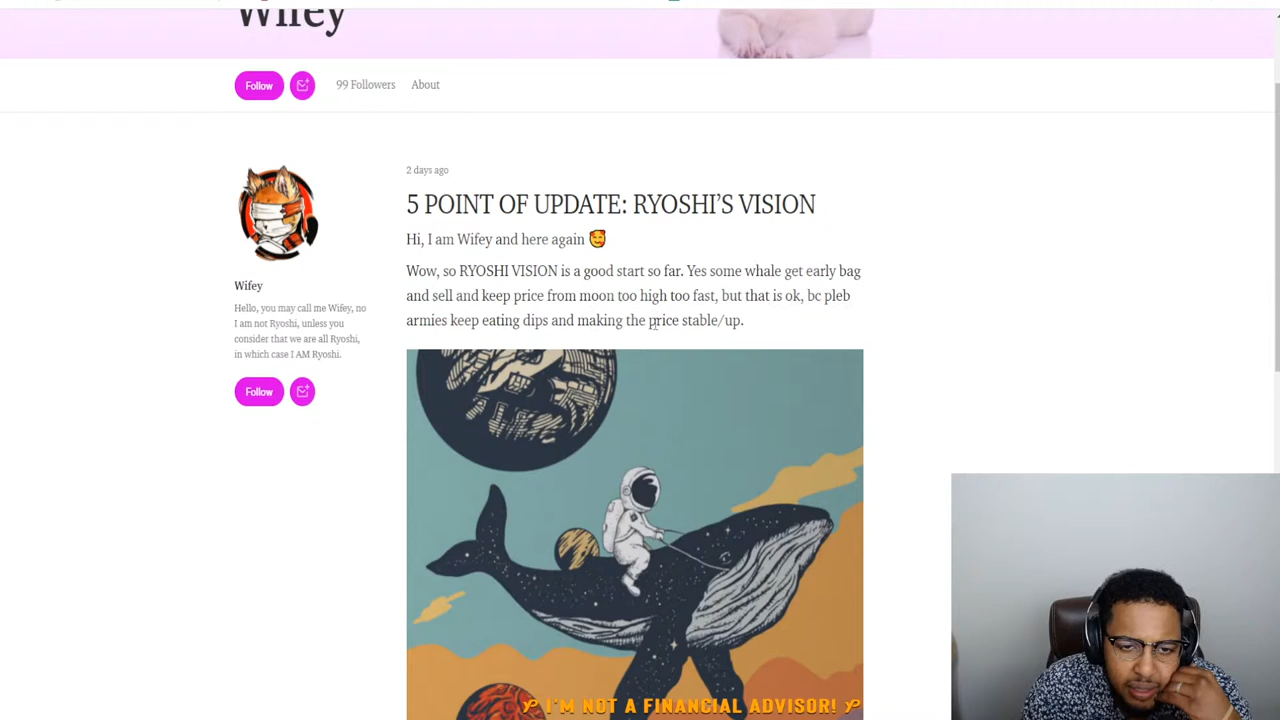 Wifey
Follow
99 Followers
About
2 days ago
5 POINT OF UPDATE: RYOSHI'S VISION
Hi, I am Wifey and here again 🥰
Wow, so RYOSHI VISION is a good start so far. Yes some whale get early bag
and sell and keep price from moon too high too fast, but that is ok, bc pleb
armies keep eating dips and making the price stable/up.
Wifey
Hello, you may call me Wifey, no
I am not Ryoshi, unless you
consider that we are all Ryoshi,
in which case I AM Ryoshi.
Follow
I'M NOT A FINANCIAL ADVISOR!